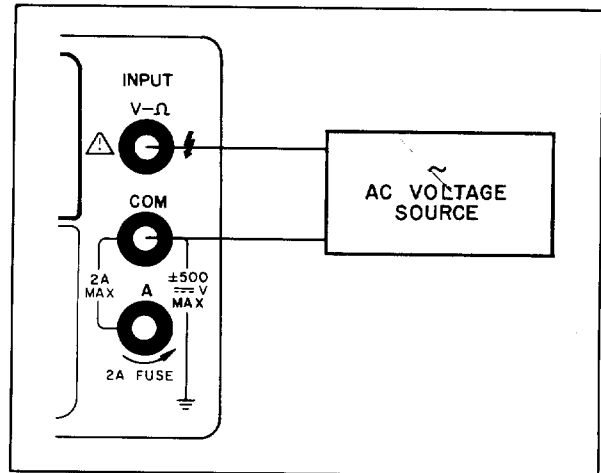 INPUT
V-Ω
COM
2A
MAX
A
±500
⎓ V
MAX
2A FUSE
~
AC VOLTAGE
SOURCE